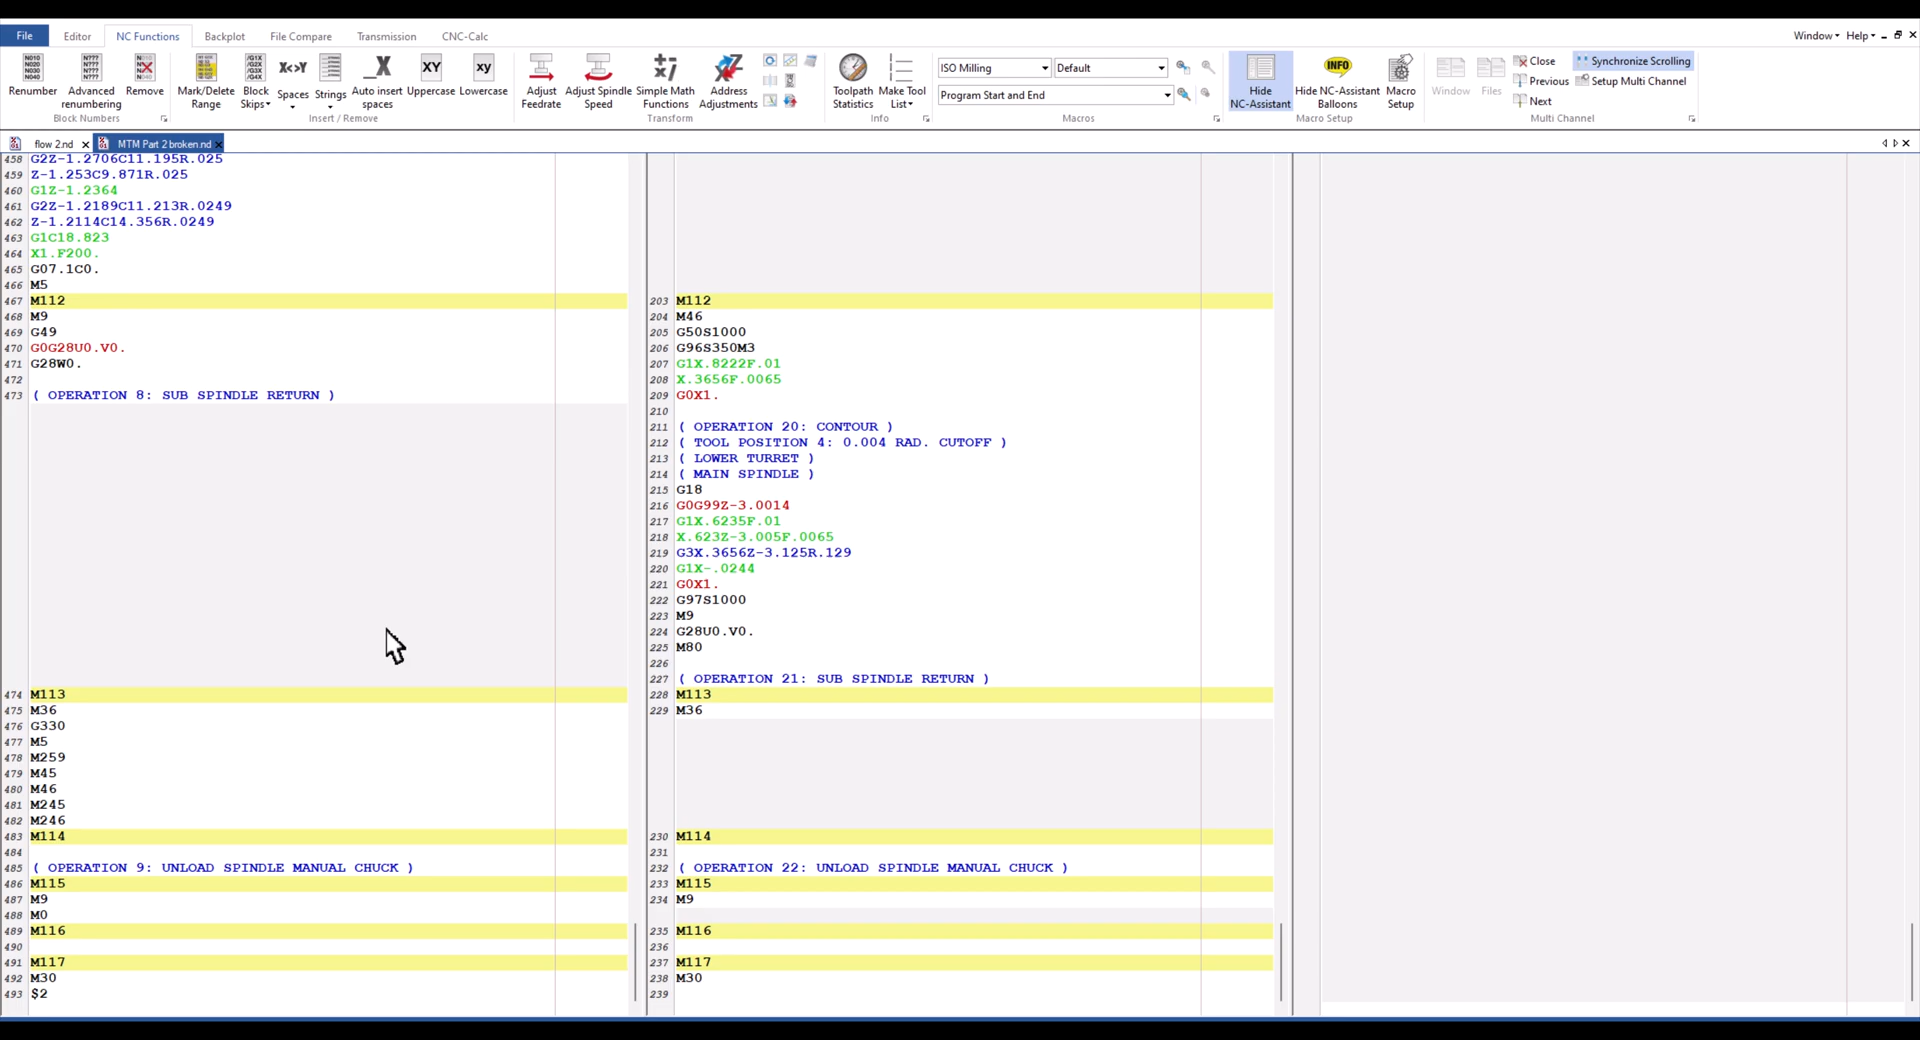 File Editor NC Functions Backplot File Compare Transmission CNC-Calc Window Help
Renumber Advanced renumbering Remove Mark/Delete Range Block Skips Spaces Strings Auto insert spaces Uppercase Lowercase Adjust Feedrate Adjust Spindle Speed Simple Math Functions Address Adjustments Toolpath Statistics Make Tool List ISO Milling Default Program Start and End Hide NC-Assistant Hide NC-Assistant Balloons Macro Setup Window Files Close Previous Next Synchronize Scrolling Setup Multi Channel
Block Numbers Insert / Remove Transform Info Macros Macro Setup Multi Channel
flow 2.nd MTM Part 2 broken.nd
458 G2Z-1.2706C11.195R.025
459 Z-1.253C9.871R.025
460 G1Z-1.2364
461 G2Z-1.2189C11.213R.0249
462 Z-1.2114C14.356R.0249
463 G1C18.823
464 X1.F200.
465 G07.1C0.
466 M5
467 M112
468 M9
469 G49
470 G0G28U0.V0.
471 G28W0.
472
473 ( OPERATION 8: SUB SPINDLE RETURN )
474 M113
475 M36
476 G330
477 M5
478 M259
479 M45
480 M46
481 M245
482 M246
483 M114
484
485 ( OPERATION 9: UNLOAD SPINDLE MANUAL CHUCK )
486 M115
487 M9
488 M0
489 M116
490
491 M117
492 M30
493 $2
203 M112
204 M46
205 G50S1000
206 G96S350M3
207 G1X.8222F.01
208 X.3656F.0065
209 G0X1.
210
211 ( OPERATION 20: CONTOUR )
212 ( TOOL POSITION 4: 0.004 RAD. CUTOFF )
213 ( LOWER TURRET )
214 ( MAIN SPINDLE )
215 G18
216 G0G99Z-3.0014
217 G1X.6235F.01
218 X.623Z-3.005F.0065
219 G3X.3656Z-3.125R.129
220 G1X-.0244
221 G0X1.
222 G97S1000
223 M9
224 G28U0.V0.
225 M80
226
227 ( OPERATION 21: SUB SPINDLE RETURN )
228 M113
229 M36
230 M114
231
232 ( OPERATION 22: UNLOAD SPINDLE MANUAL CHUCK )
233 M115
234 M9
235 M116
236
237 M117
238 M30
239